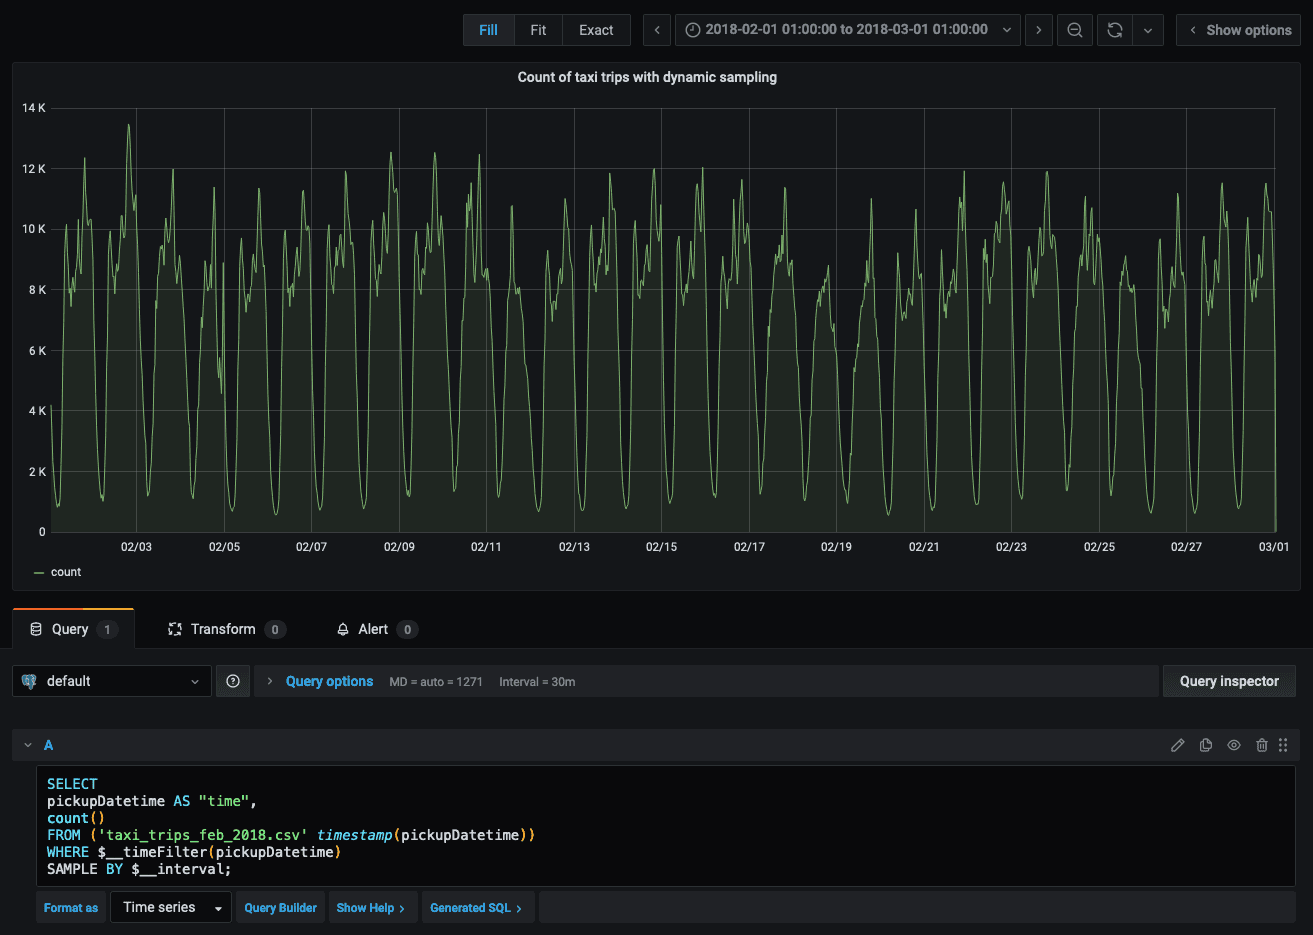 Fill Fit Exact 2018-02-01 01:00:00 to 2018-03-01 01:00:00 Show options
Count of taxi trips with dynamic sampling
14 K
12 K
10 K
8 K
6 K
4 K
2 K
0
02/03 02/05 02/07 02/09 02/11 02/13 02/15 02/17 02/19 02/21 02/23 02/25 02/27 03/01
count
Query 1 Transform 0 Alert 0
default Query options MD = auto = 1271 Interval = 30m Query inspector
A
SELECT
pickupDatetime AS "time",
count()
FROM ('taxi_trips_feb_2018.csv' timestamp(pickupDatetime))
WHERE $__timeFilter(pickupDatetime)
SAMPLE BY $__interval;
Format as Time series Query Builder Show Help > Generated SQL >